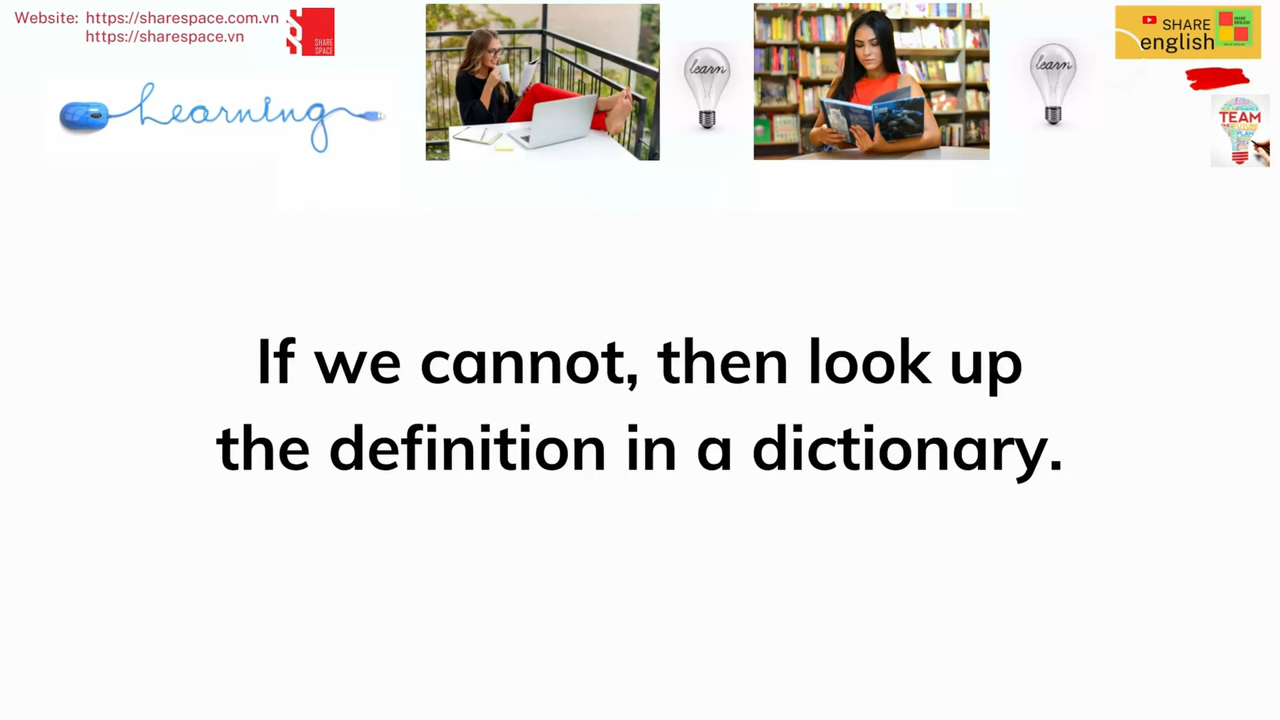 Website: https://sharespace.com.vn
https://sharespace.vn
SHARE
SPACE
Learning
learn
learn
SHARE
english
TEAM
PLAN
If we cannot, then look up
the definition in a dictionary.